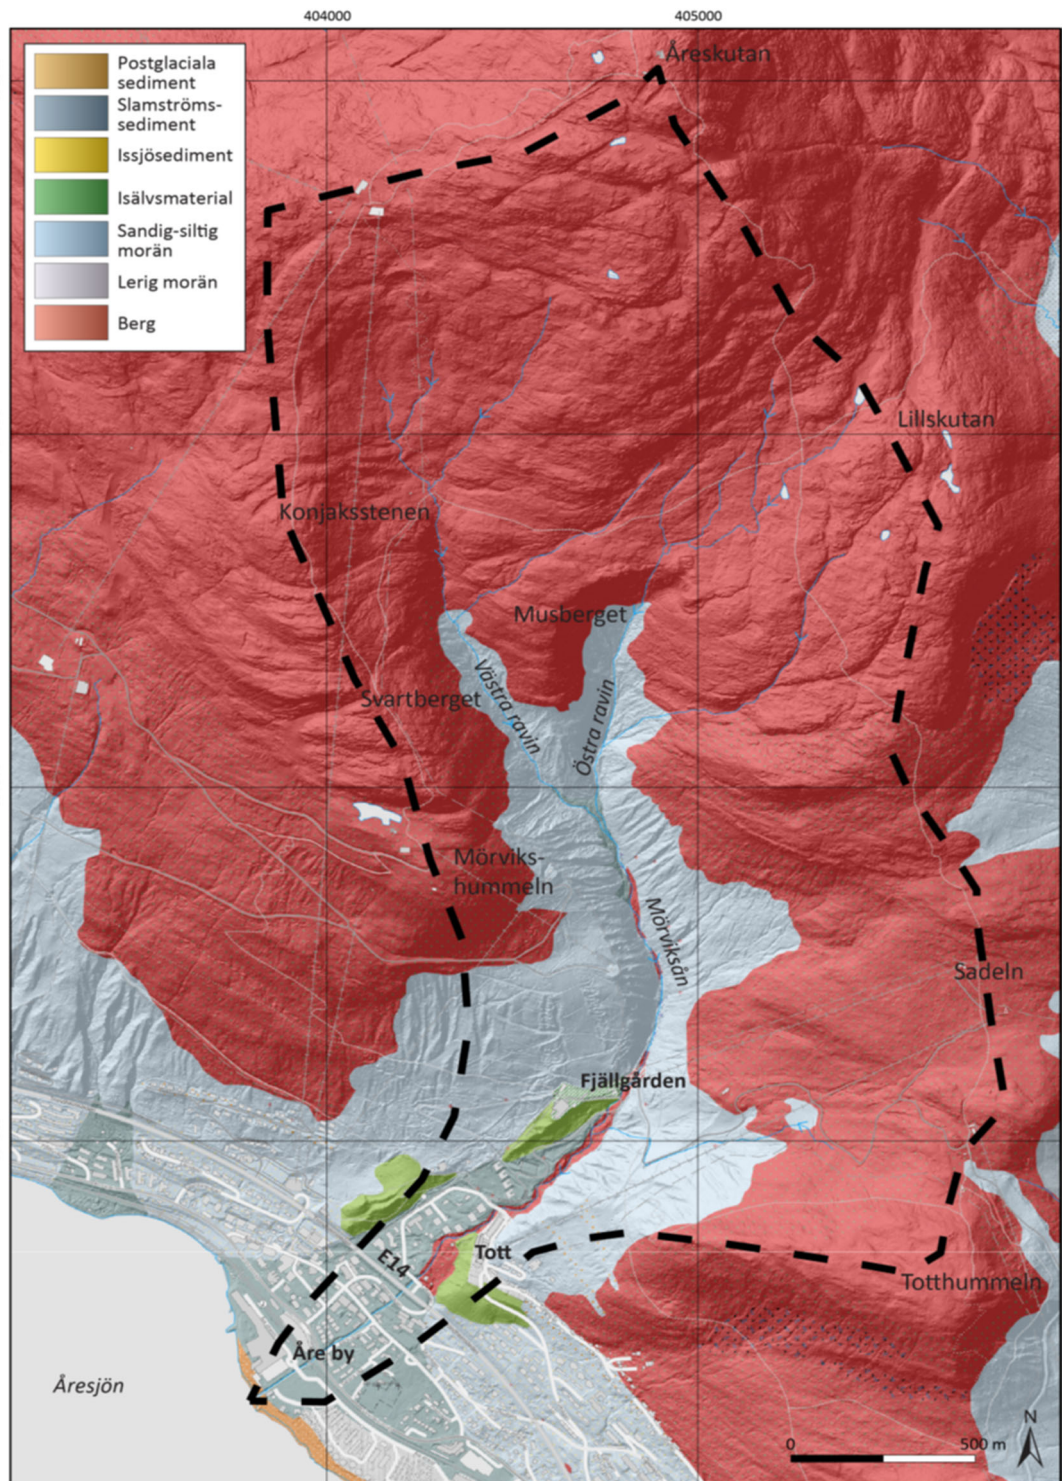 404000
405000
Postglaciala
sediment
Slamströms-
sediment
Issjösediment
Isälvsmaterial
Sandig-siltig
morän
Lerig morän
Berg
Åreskutan
Lillskutan
Konjaksstenen
Musberget
Svartberget
Västra ravin
Östra ravin
Mörviks-
hummeln
Mörviksån
Sadeln
Fjällgården
Tott
E14
Totthummeln
Åre by
Åresjön
N
0
500 m